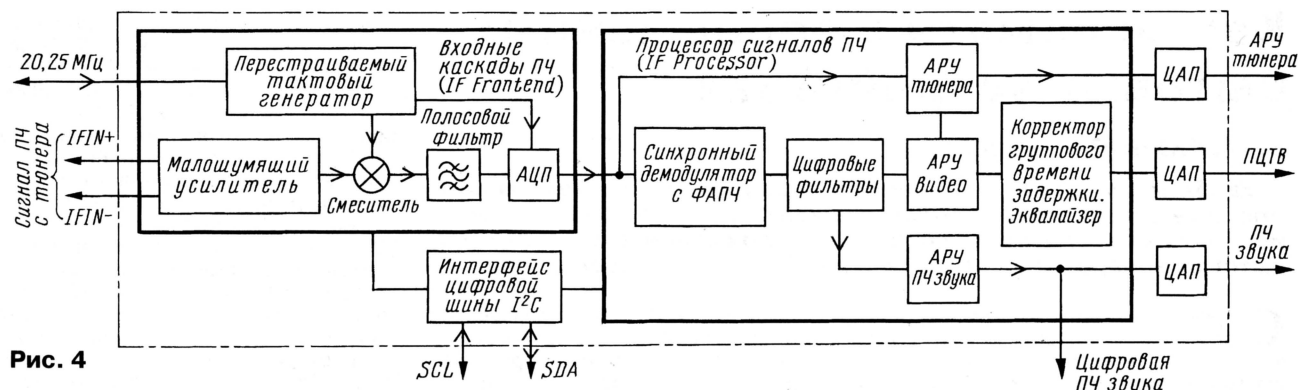 20,25 МГц
Сигнал ПЧ
с тюнера
IFIN+
IFIN−
Перестраиваемый
тактовый
генератор
Входные
каскады ПЧ
(IF Frontend)
Малошумящий
усилитель
Смеситель
Полосовой
фильтр
АЦП
Интерфейс
цифровой
шины I²C
SCL
SDA
Процессор сигналов ПЧ
(IF Processor)
Синхронный
демодулятор
с ФАПЧ
Цифровые
фильтры
АРУ
тюнера
АРУ
видео
АРУ
ПЧ звука
Корректор
группового
времени
задержки.
Эквалайзер
ЦАП
АРУ
тюнера
ЦАП
ПЦТВ
ЦАП
ПЧ
звука
Цифровая
ПЧ звука
Рис. 4